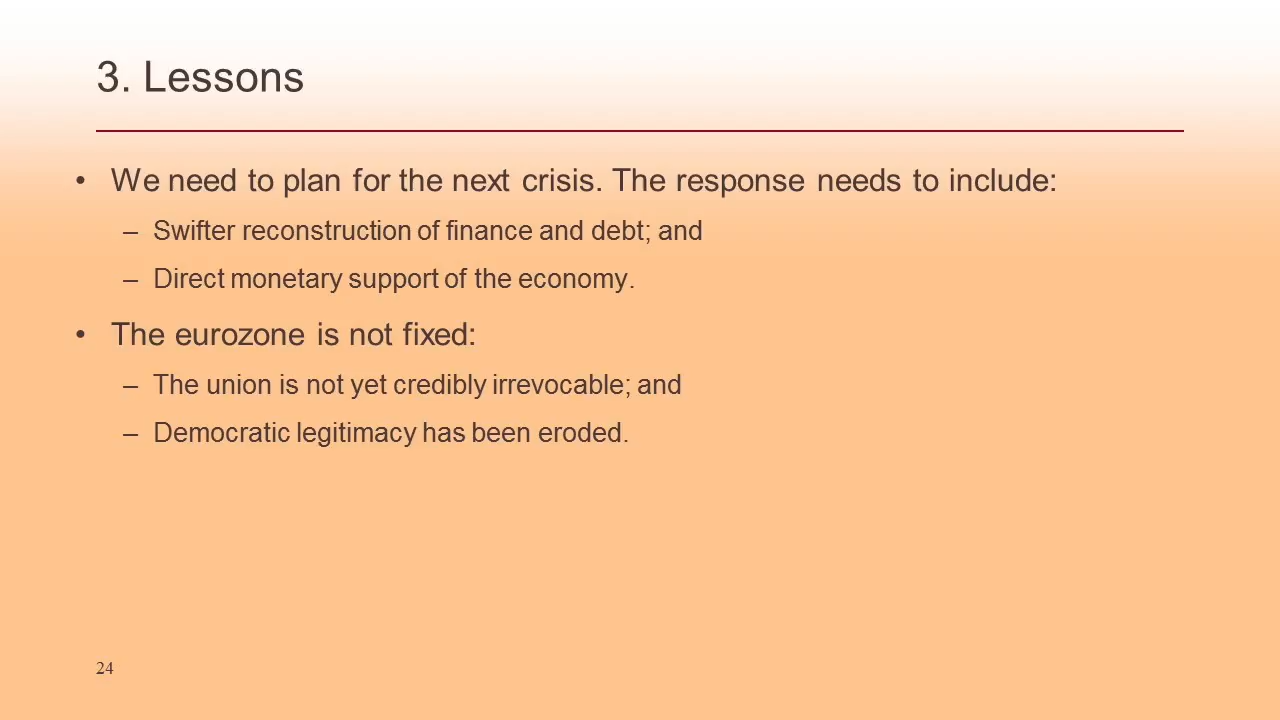 3. Lessons
• We need to plan for the next crisis. The response needs to include:
– Swifter reconstruction of finance and debt; and
– Direct monetary support of the economy.
• The eurozone is not fixed:
– The union is not yet credibly irrevocable; and
– Democratic legitimacy has been eroded.
24